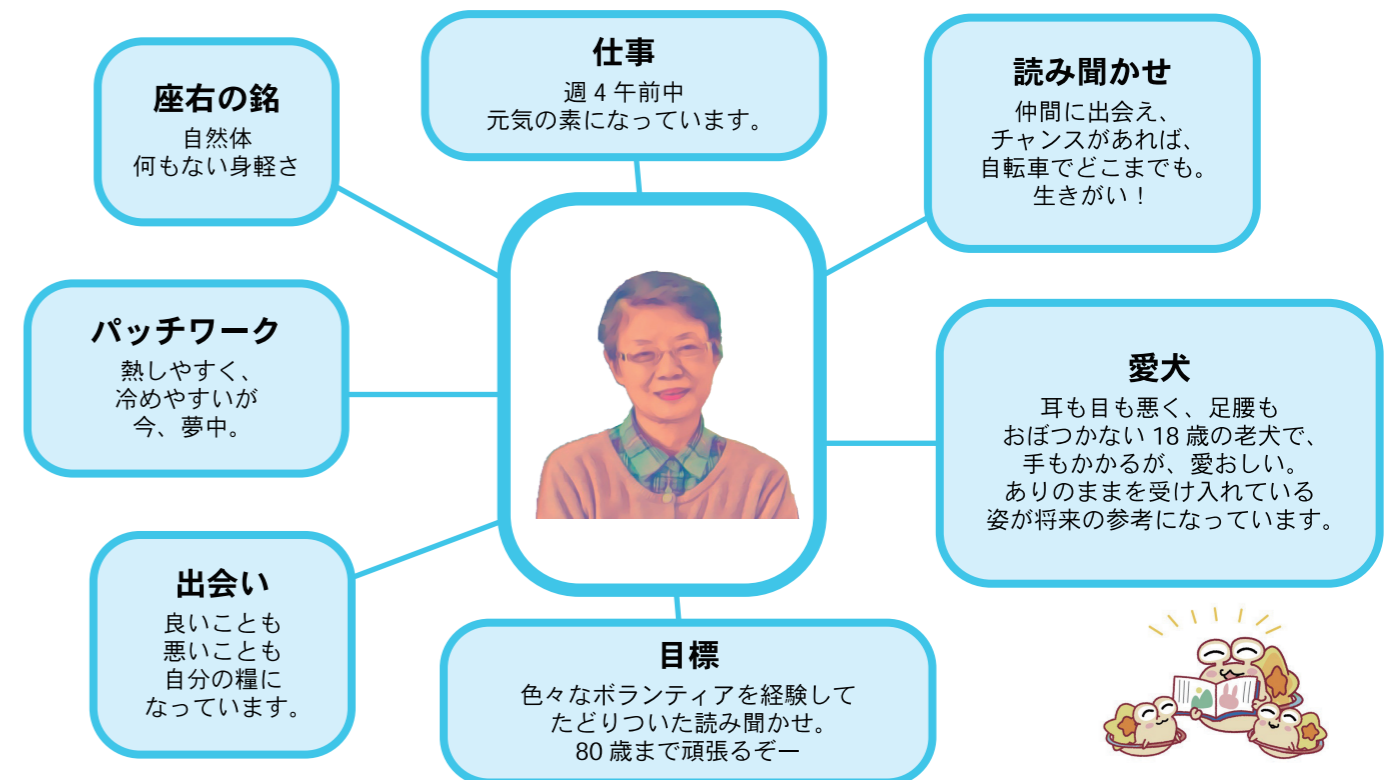 座右の銘
自然体
何もない身軽さ
仕事
週4午前中
元気の素になっています。
読み聞かせ
仲間に出会え、
チャンスがあれば、
自転車でどこまでも。
生きがい！
パッチワーク
熱しやすく、
冷めやすいが
今、夢中。
愛犬
耳も目も悪く、足腰も
おぼつかない18歳の老犬で、
手もかかるが、愛おしい。
ありのままを受け入れている
姿が将来の参考になっています。
出会い
良いことも
悪いことも
自分の糧に
なっています。
目標
色々なボランティアを経験して
たどりついた読み聞かせ。
80歳まで頑張るぞー